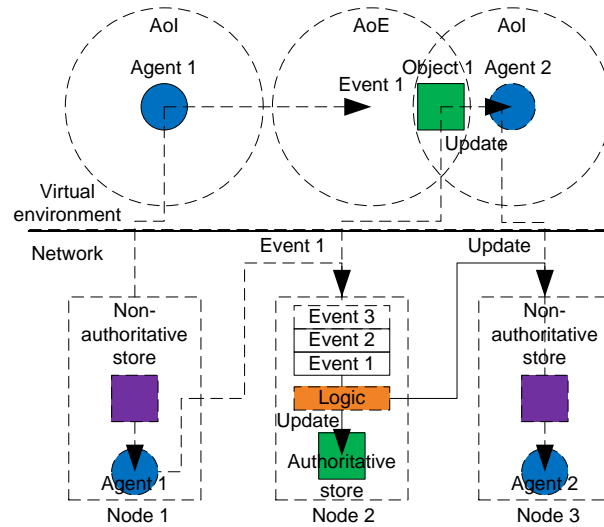 AoI
AoE
AoI
Agent 1
Event 1
Object 1
Agent 2
Update
Virtual
environment
Network
Event 1
Update
Non-
authoritative
store
Event 3
Event 2
Event 1
Logic
Update
Authoritative
store
Non-
authoritative
store
Agent 1
Agent 2
Node 1
Node 2
Node 3